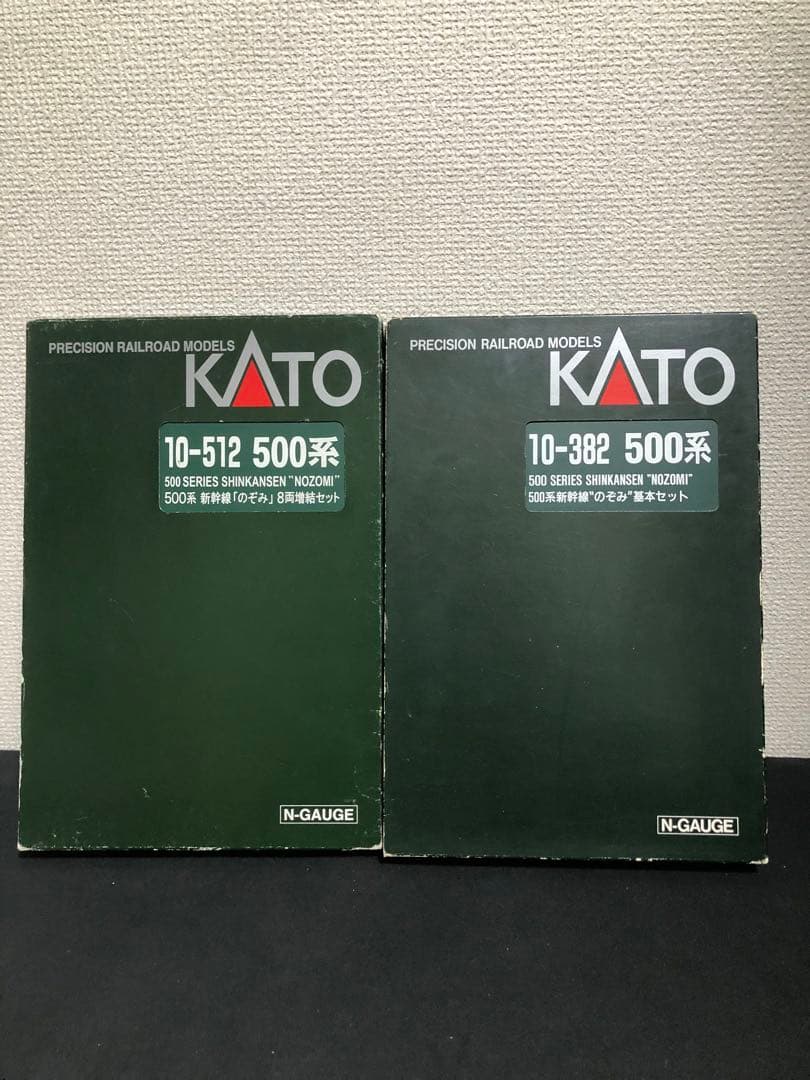 PRECISION RAILROAD MODELS
KATO
10-512 500系
500 SERIES SHINKANSEN "NOZOMI"
500系 新幹線「のぞみ」8両増結セット
N-GAUGE
PRECISION RAILROAD MODELS
KATO
10-382 500系
500 SERIES SHINKANSEN "NOZOMI"
500系新幹線“のぞみ”基本セット
N-GAUGE